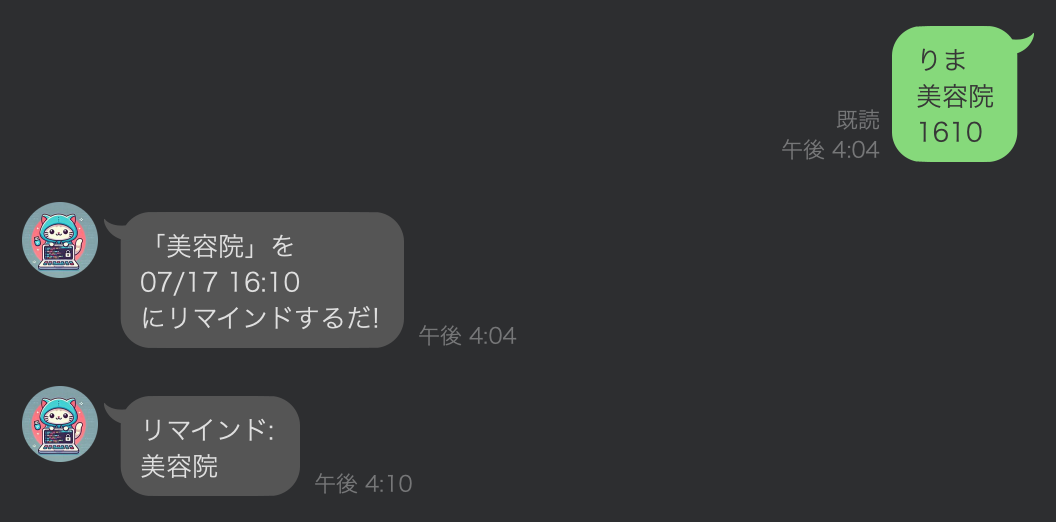 りま
美容院
1610
既読
午後 4:04
「美容院」を
07/17 16:10
にリマインドするだ!
午後 4:04
リマインド:
美容院
午後 4:10